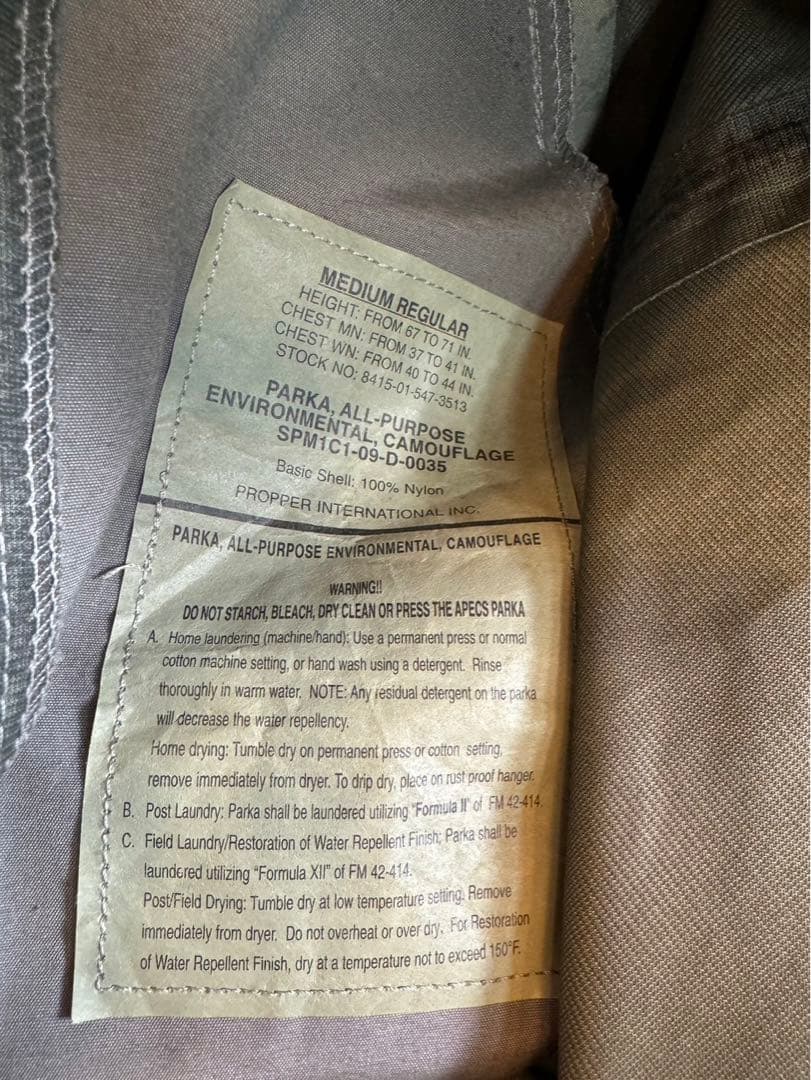 MEDIUM REGULAR
HEIGHT: FROM 67 TO 71 IN.
CHEST MN: FROM 37 TO 41 IN.
CHEST WN: FROM 40 TO 44 IN.
STOCK NO: 8415-01-547-3513
PARKA, ALL-PURPOSE
ENVIRONMENTAL, CAMOUFLAGE
SPM1C1-09-D-0035
Basic Shell: 100% Nylon
PROPPER INTERNATIONAL INC.
PARKA, ALL-PURPOSE ENVIRONMENTAL, CAMOUFLAGE
WARNING!!
DO NOT STARCH, BLEACH, DRY CLEAN OR PRESS THE APECS PARKA
A. Home laundering (machine/hand): Use a permanent press or normal
cotton machine setting, or hand wash using a detergent. Rinse
thoroughly in warm water. NOTE: Any residual detergent on the parka
will decrease the water repellency.
Home drying: Tumble dry on permanent press or cotton setting,
remove immediately from dryer. To drip dry, place on rust proof hanger.
B. Post Laundry: Parka shall be laundered utilizing "Formula II" of FM 42-414.
C. Field Laundry/Restoration of Water Repellent Finish: Parka shall be
laundered utilizing "Formula XII" of FM 42-414.
Post/Field Drying: Tumble dry at low temperature setting. Remove
immediately from dryer. Do not overheat or over dry. For Restoration
of Water Repellent Finish, dry at a temperature not to exceed 150°F.